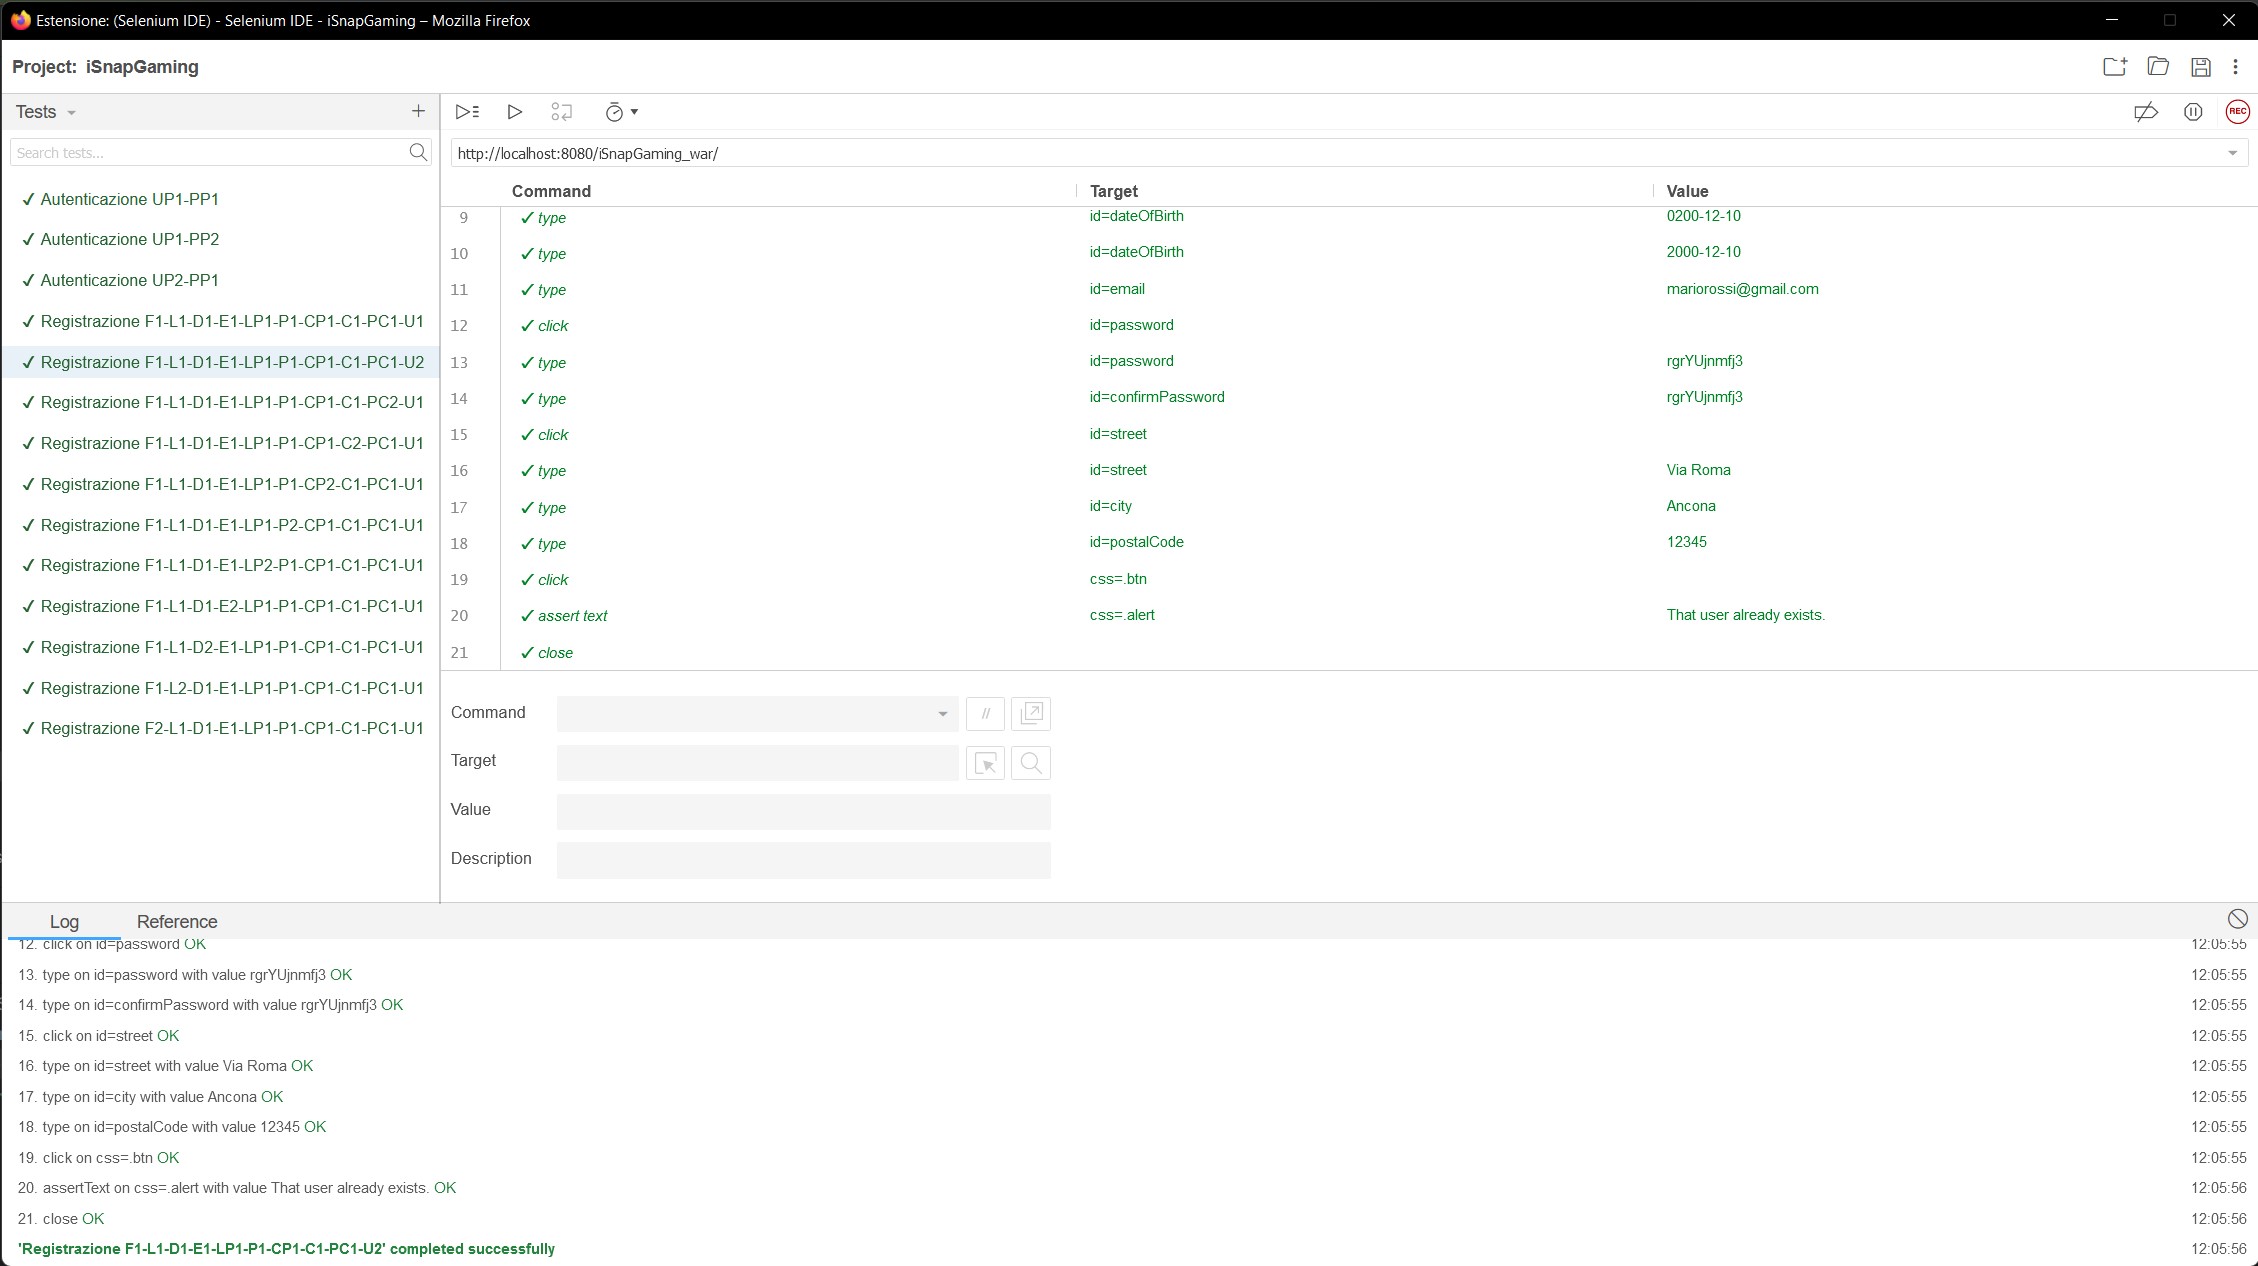 Estensione: (Selenium IDE) - Selenium IDE - iSnapGaming – Mozilla Firefox
Project: iSnapGaming
Tests
Search tests...
✓ Autenticazione UP1-PP1
✓ Autenticazione UP1-PP2
✓ Autenticazione UP2-PP1
✓ Registrazione F1-L1-D1-E1-LP1-P1-CP1-C1-PC1-U1
✓ Registrazione F1-L1-D1-E1-LP1-P1-CP1-C1-PC1-U2
✓ Registrazione F1-L1-D1-E1-LP1-P1-CP1-C1-PC2-U1
✓ Registrazione F1-L1-D1-E1-LP1-P1-CP1-C2-PC1-U1
✓ Registrazione F1-L1-D1-E1-LP1-P1-CP2-C1-PC1-U1
✓ Registrazione F1-L1-D1-E1-LP1-P2-CP1-C1-PC1-U1
✓ Registrazione F1-L1-D1-E1-LP2-P1-CP1-C1-PC1-U1
✓ Registrazione F1-L1-D1-E2-LP1-P1-CP1-C1-PC1-U1
✓ Registrazione F1-L1-D2-E1-LP1-P1-CP1-C1-PC1-U1
✓ Registrazione F1-L2-D1-E1-LP1-P1-CP1-C1-PC1-U1
✓ Registrazione F2-L1-D1-E1-LP1-P1-CP1-C1-PC1-U1
REC
http://localhost:8080/iSnapGaming_war/
Command Target Value
9 ✓ type id=dateOfBirth 0200-12-10
10 ✓ type id=dateOfBirth 2000-12-10
11 ✓ type id=email mariorossi@gmail.com
12 ✓ click id=password
13 ✓ type id=password rgrYUjnmfj3
14 ✓ type id=confirmPassword rgrYUjnmfj3
15 ✓ click id=street
16 ✓ type id=street Via Roma
17 ✓ type id=city Ancona
18 ✓ type id=postalCode 12345
19 ✓ click css=.btn
20 ✓ assert text css=.alert That user already exists.
21 ✓ close
Command //
Target
Value
Description
Log Reference
12. click on id=password OK 12:05:55
13. type on id=password with value rgrYUjnmfj3 OK 12:05:55
14. type on id=confirmPassword with value rgrYUjnmfj3 OK 12:05:55
15. click on id=street OK 12:05:55
16. type on id=street with value Via Roma OK 12:05:55
17. type on id=city with value Ancona OK 12:05:55
18. type on id=postalCode with value 12345 OK 12:05:55
19. click on css=.btn OK 12:05:55
20. assertText on css=.alert with value That user already exists. OK 12:05:56
21. close OK 12:05:56
'Registrazione F1-L1-D1-E1-LP1-P1-CP1-C1-PC1-U2' completed successfully 12:05:56